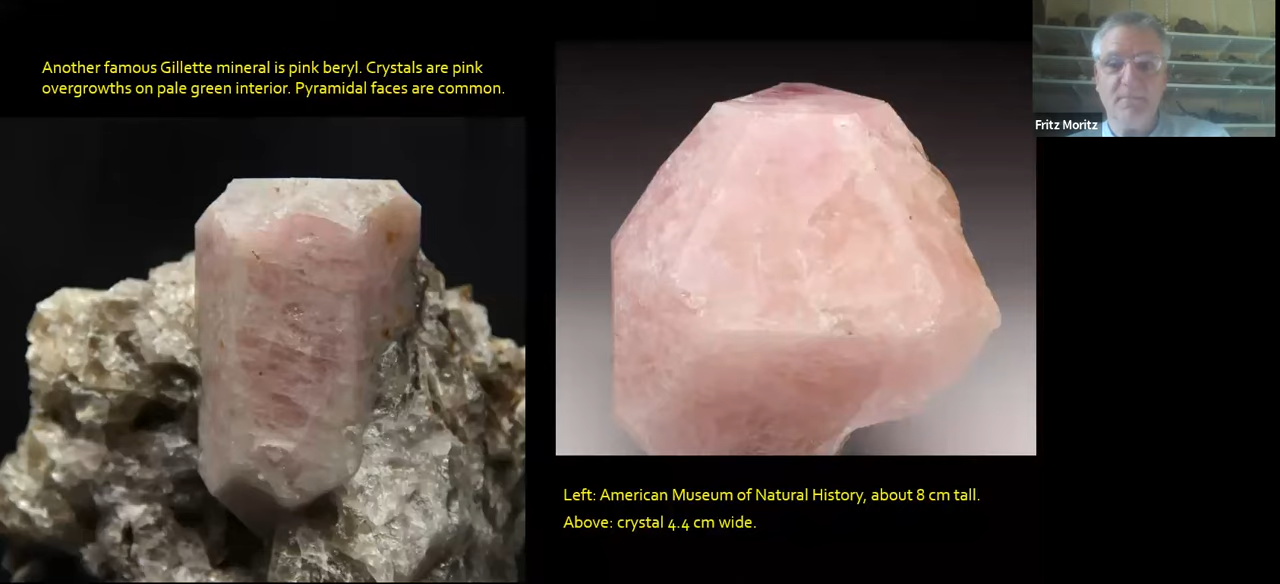 Another famous Gillette mineral is pink beryl. Crystals are pink
overgrowths on pale green interior. Pyramidal faces are common.
Fritz Moritz
Left: American Museum of Natural History, about 8 cm tall.
Above: crystal 4.4 cm wide.